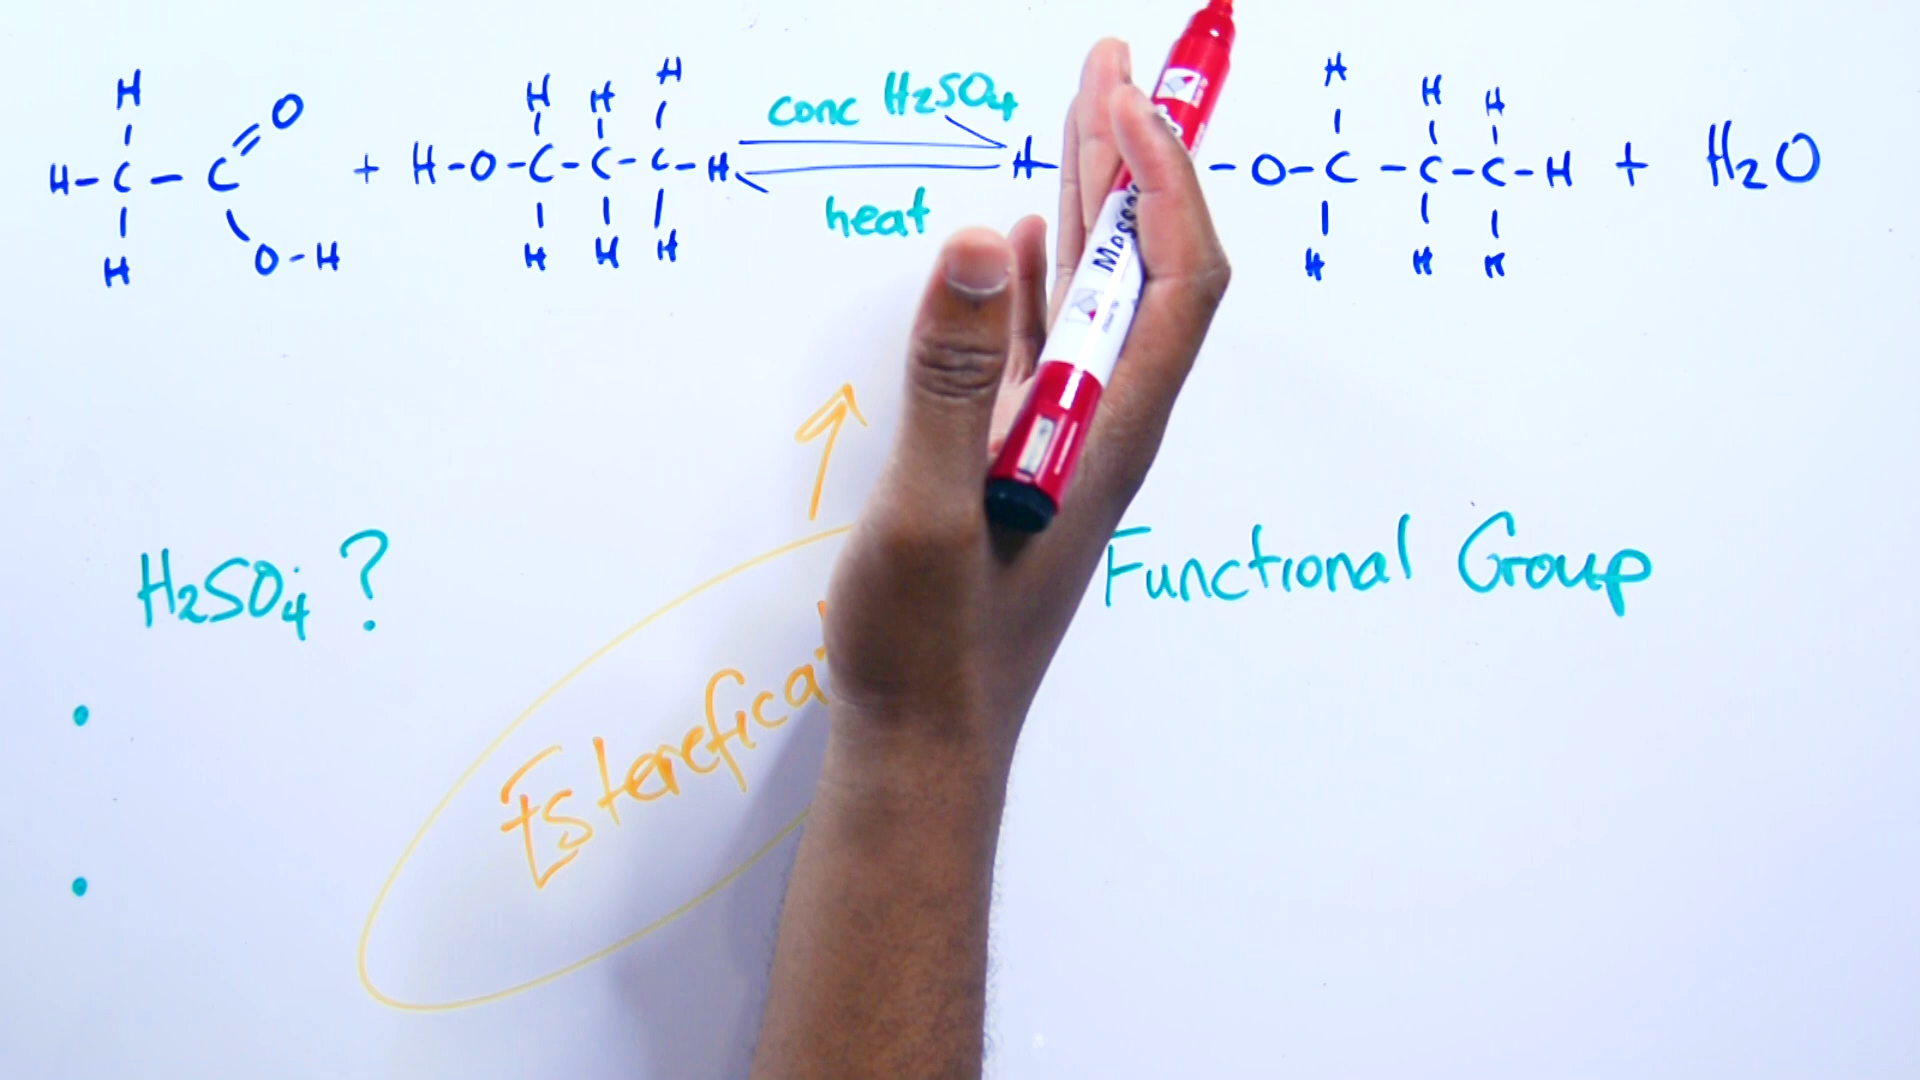 H H H H H H H
O
conc H₂SO₄
H-C-C + H-O-C-C-C-H H- -O-C-C-C-H + H₂O
heat
O-H
H H H H H H H
H₂SO₄ ? Functional Group